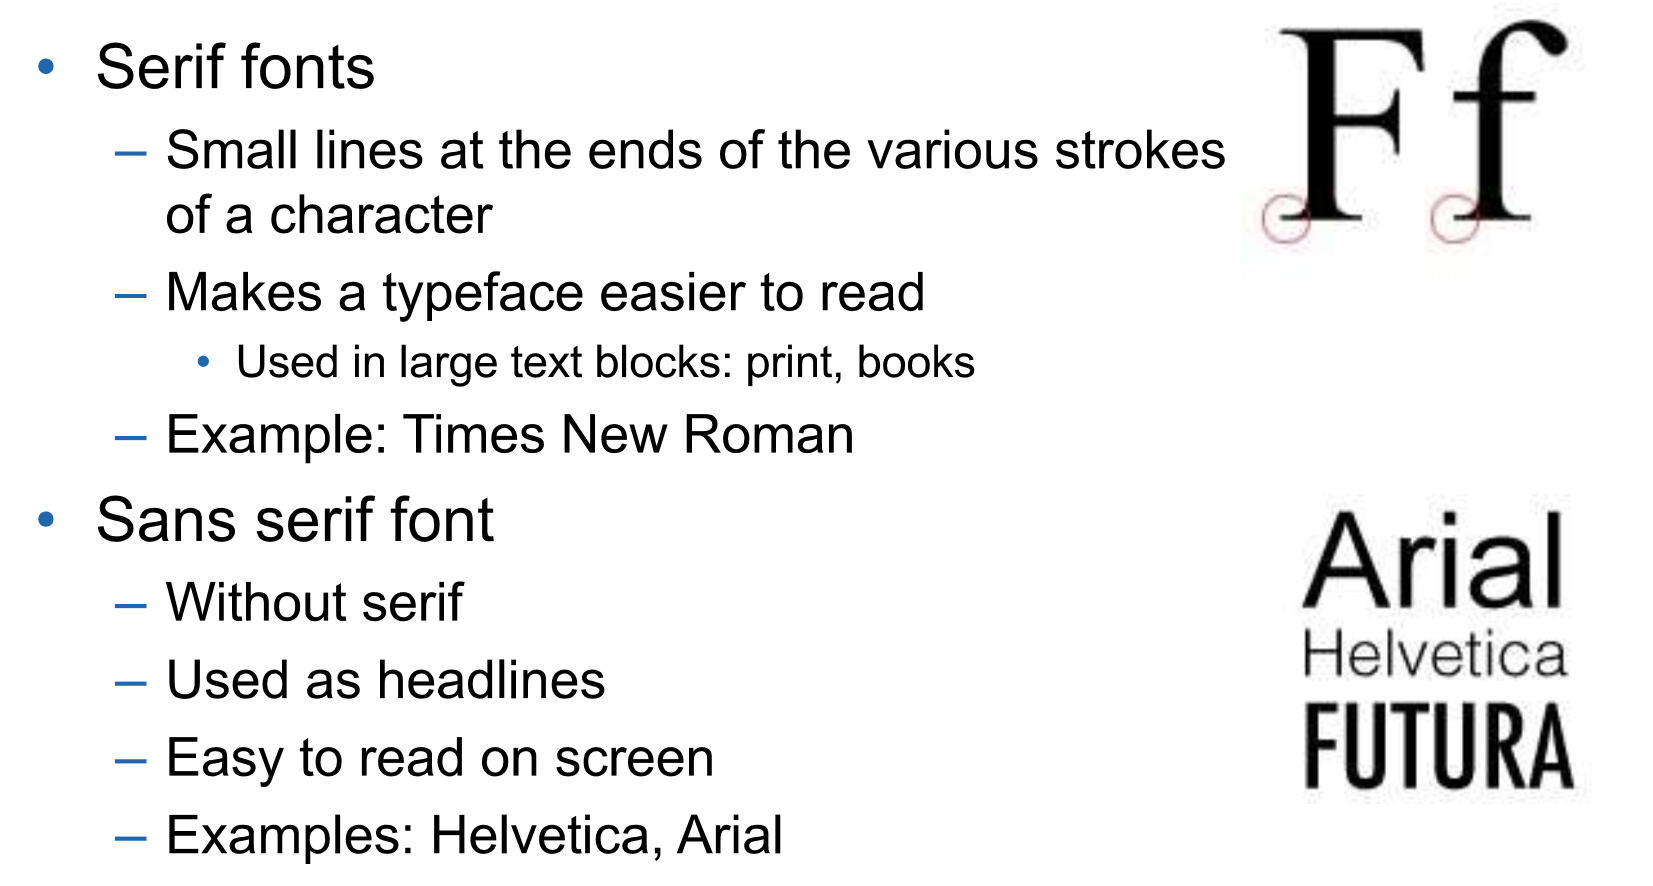 • Serif fonts
– Small lines at the ends of the various strokes
of a character
– Makes a typeface easier to read
• Used in large text blocks: print, books
– Example: Times New Roman
• Sans serif font
– Without serif
– Used as headlines
– Easy to read on screen
– Examples: Helvetica, Arial
Ff
Arial
Helvetica
FUTURA